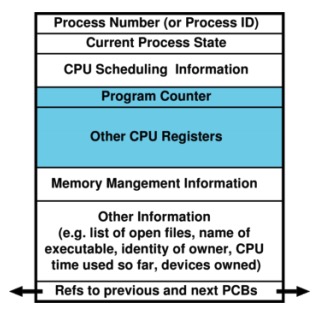 Process Number (or Process ID)
Current Process State
CPU Scheduling Information
Program Counter
Other CPU Registers
Memory Mangement Information
Other Information
(e.g. list of open files, name of
executable, identity of owner, CPU
time used so far, devices owned)
Refs to previous and next PCBs